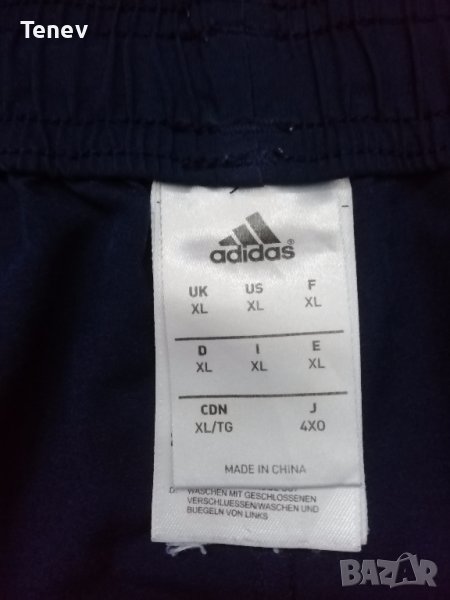 Tenev
adidas®
UK US F
XL XL XL
D I E
XL XL XL
CDN J
XL/TG 4XO
MADE IN CHINA
WASCHEN MIT GESCHLOSSENEN
VERSCHLUESSEN/WASCHEN UND
BUEGELN VON LINKS
BAZAR